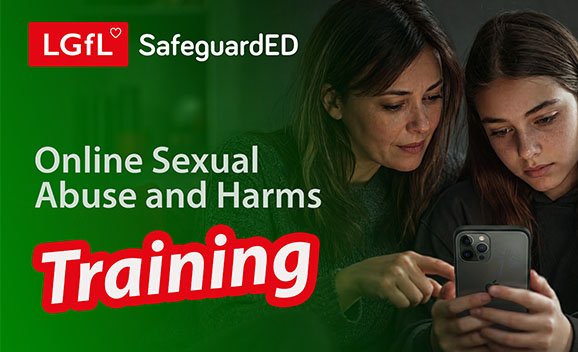 LGfL♡ SafeguardED
Online Sexual
Abuse and Harms
Training